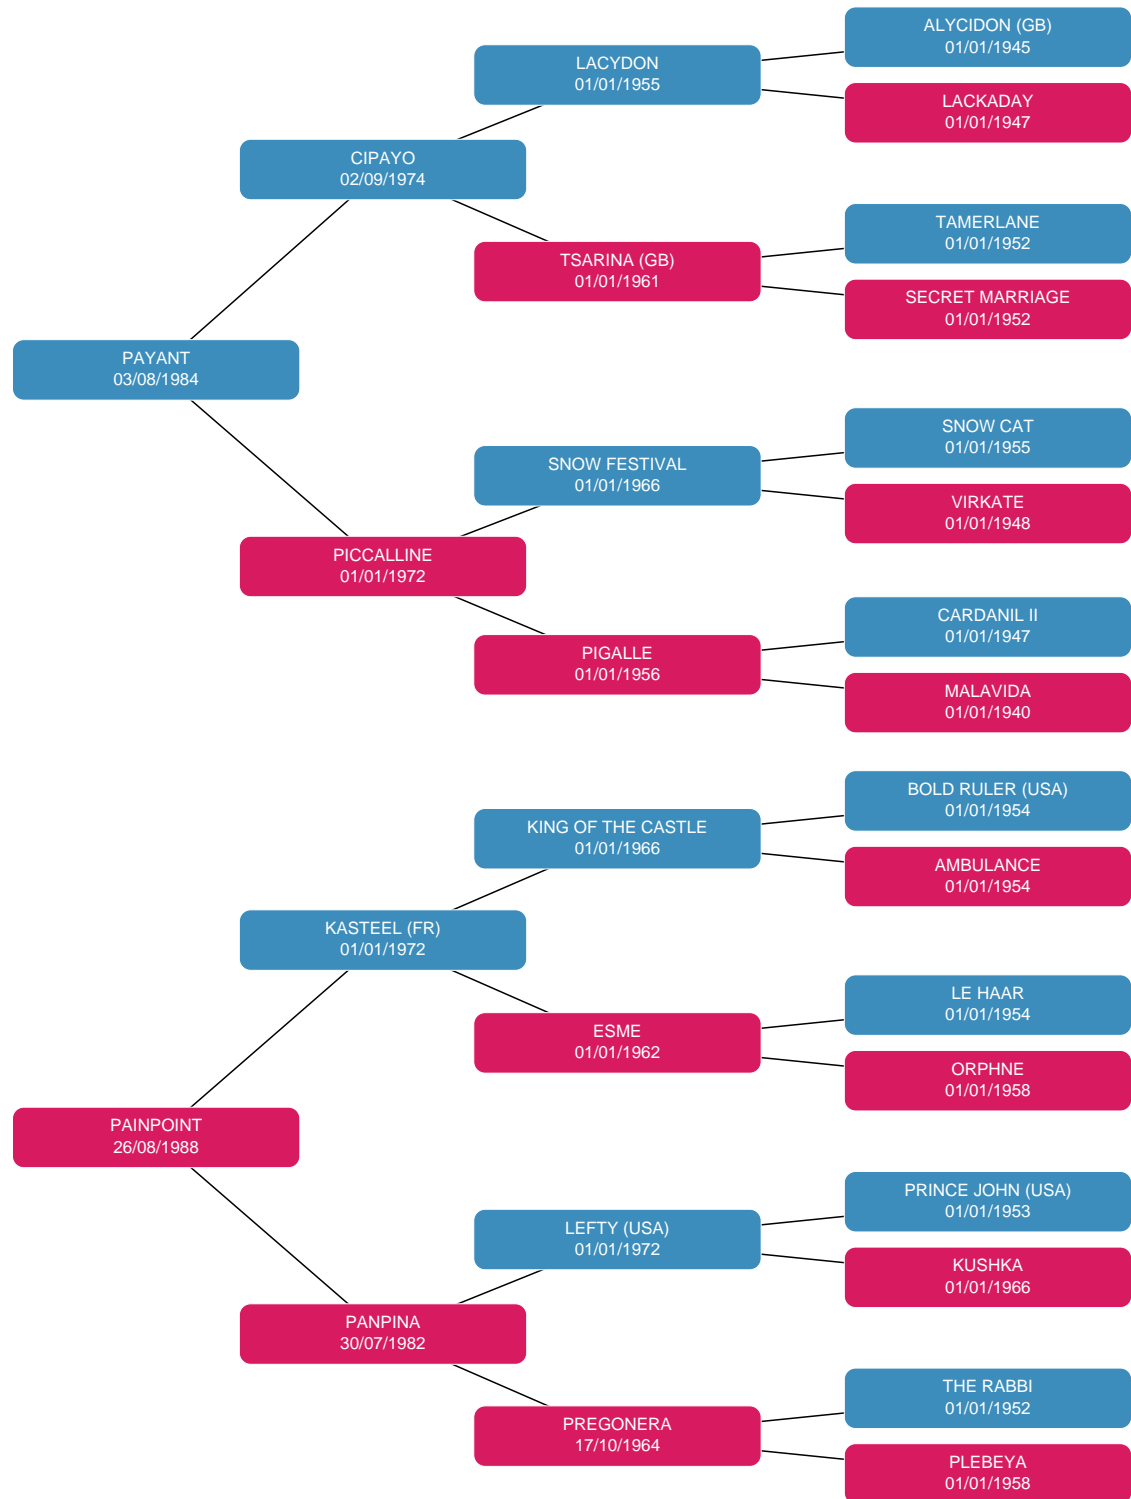 ALYCIDON (GB)
01/01/1945
LACYDON
01/01/1955
LACKADAY
01/01/1947
CIPAYO
02/09/1974
TAMERLANE
01/01/1952
TSARINA (GB)
01/01/1961
SECRET MARRIAGE
01/01/1952
PAYANT
03/08/1984
SNOW CAT
01/01/1955
SNOW FESTIVAL
01/01/1966
VIRKATE
01/01/1948
PICCALLINE
01/01/1972
CARDANIL II
01/01/1947
PIGALLE
01/01/1956
MALAVIDA
01/01/1940
BOLD RULER (USA)
01/01/1954
KING OF THE CASTLE
01/01/1966
AMBULANCE
01/01/1954
KASTEEL (FR)
01/01/1972
LE HAAR
01/01/1954
ESME
01/01/1962
ORPHNE
01/01/1958
PAINPOINT
26/08/1988
PRINCE JOHN (USA)
01/01/1953
LEFTY (USA)
01/01/1972
KUSHKA
01/01/1966
PANPINA
30/07/1982
THE RABBI
01/01/1952
PREGONERA
17/10/1964
PLEBEYA
01/01/1958